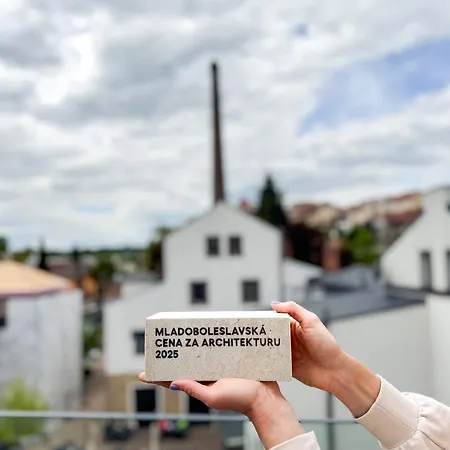 MLADOBOLESLAVSKÁ
CENA ZA ARCHITEKTURU
2025